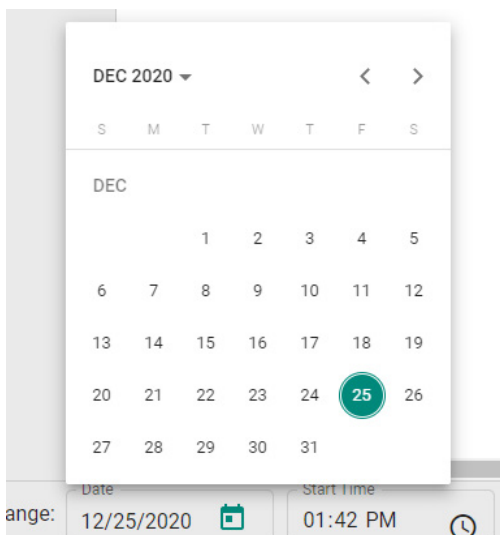 DEC 2020
S M T W T F S
DEC
1 2 3 4 5
6 7 8 9 10 11 12
13 14 15 16 17 18 19
20 21 22 23 24 25 26
27 28 29 30 31
Date Start Time
ange: 12/25/2020 01:42 PM